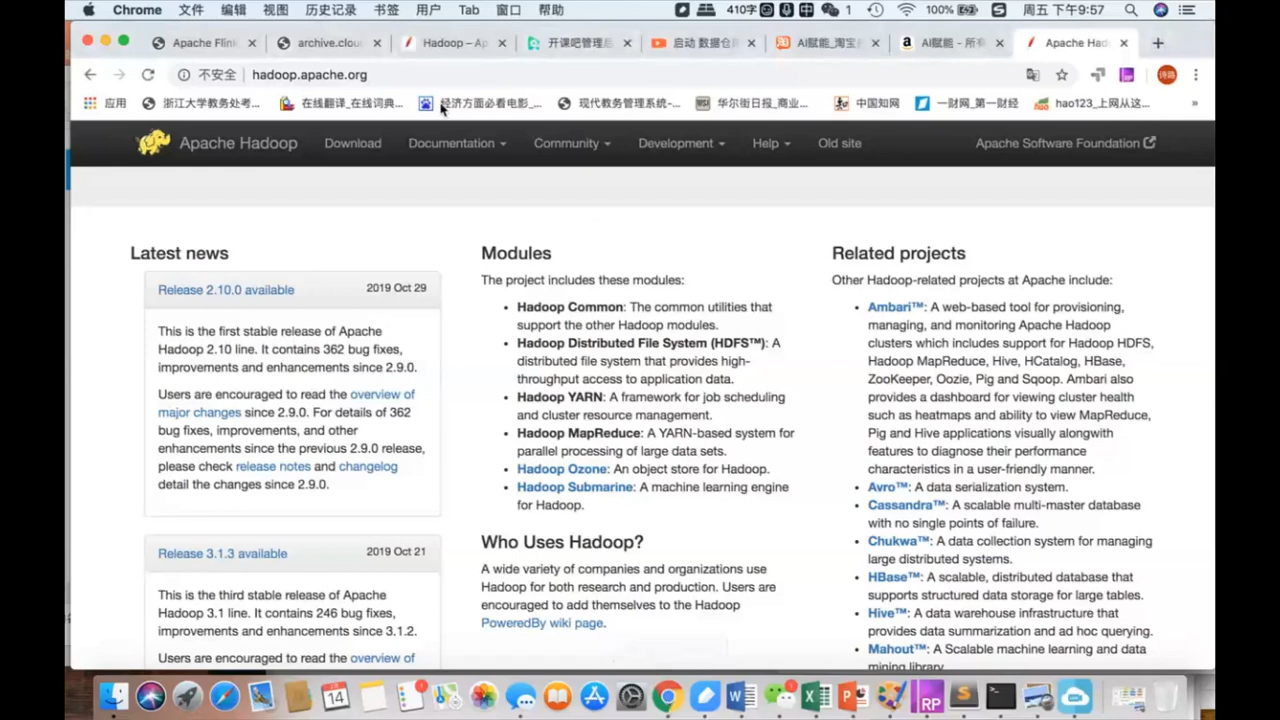 Chrome 文件 编辑 视图 历史记录 书签 用户 Tab 窗口 帮助 410字 1 100% 周五 下午9:57
Apache Flin archive.clou Hadoop – Ap 开课吧管理后 启动 数据仓 AI赋能_淘宝 AI赋能 - 所有 Apache Had
不安全 hadoop.apache.org 诗路
应用 浙江大学教务处考... 在线翻译_在线词典... 经济方面必看电影_... 现代教务管理系统-... 华尔街日报_商业... 中国知网 一财网_第一财经 hao123_上网从这... »
Apache Hadoop Download Documentation Community Development Help Old site Apache Software Foundation
Latest news
Release 2.10.0 available 2019 Oct 29
This is the first stable release of Apache
Hadoop 2.10 line. It contains 362 bug fixes,
improvements and enhancements since 2.9.0.
Users are encouraged to read the overview of
major changes since 2.9.0. For details of 362
bug fixes, improvements, and other
enhancements since the previous 2.9.0 release,
please check release notes and changelog
detail the changes since 2.9.0.
Release 3.1.3 available 2019 Oct 21
This is the third stable release of Apache
Hadoop 3.1 line. It contains 246 bug fixes,
improvements and enhancements since 3.1.2.
Users are encouraged to read the overview of
Modules
The project includes these modules:
• Hadoop Common: The common utilities that
support the other Hadoop modules.
• Hadoop Distributed File System (HDFS™): A
distributed file system that provides high-
throughput access to application data.
• Hadoop YARN: A framework for job scheduling
and cluster resource management.
• Hadoop MapReduce: A YARN-based system for
parallel processing of large data sets.
• Hadoop Ozone: An object store for Hadoop.
• Hadoop Submarine: A machine learning engine
for Hadoop.
Who Uses Hadoop?
A wide variety of companies and organizations use
Hadoop for both research and production. Users are
encouraged to add themselves to the Hadoop
PoweredBy wiki page.
Related projects
Other Hadoop-related projects at Apache include:
• Ambari™: A web-based tool for provisioning,
managing, and monitoring Apache Hadoop
clusters which includes support for Hadoop HDFS,
Hadoop MapReduce, Hive, HCatalog, HBase,
ZooKeeper, Oozie, Pig and Sqoop. Ambari also
provides a dashboard for viewing cluster health
such as heatmaps and ability to view MapReduce,
Pig and Hive applications visually alongwith
features to diagnose their performance
characteristics in a user-friendly manner.
• Avro™: A data serialization system.
• Cassandra™: A scalable multi-master database
with no single points of failure.
• Chukwa™: A data collection system for managing
large distributed systems.
• HBase™: A scalable, distributed database that
supports structured data storage for large tables.
• Hive™: A data warehouse infrastructure that
provides data summarization and ad hoc querying.
• Mahout™: A Scalable machine learning and data
mining library
14 RP